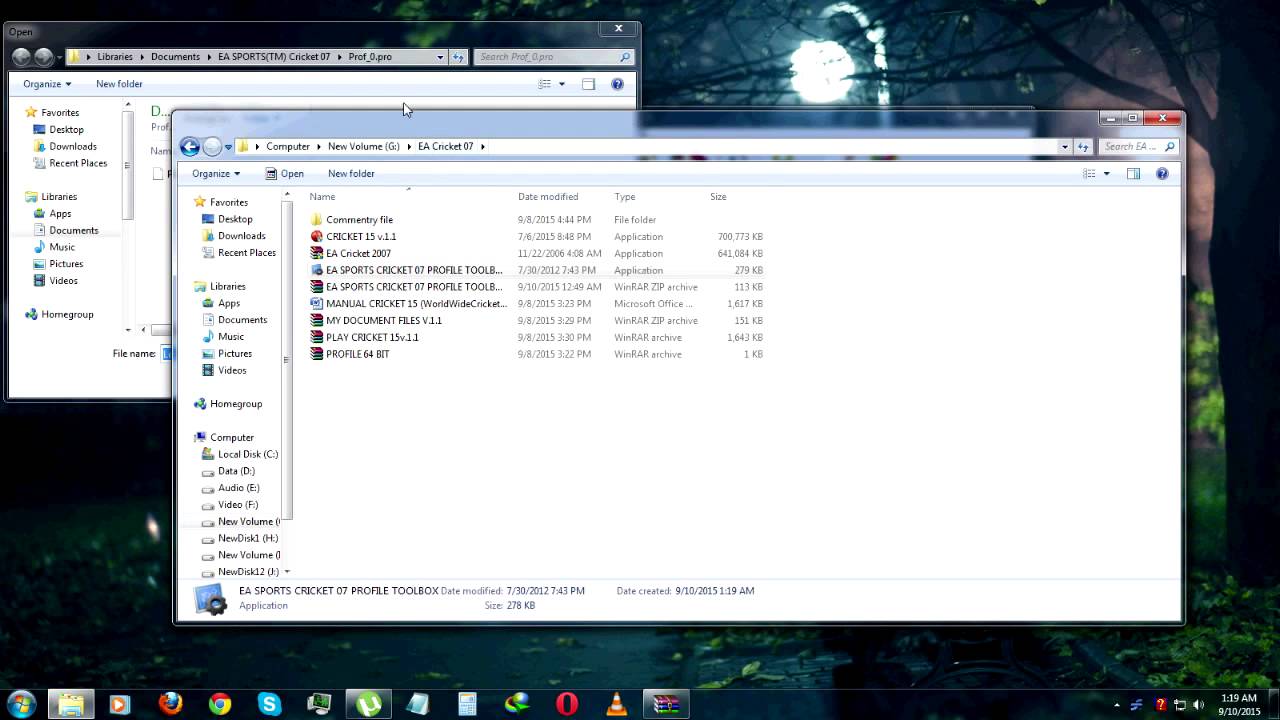 Open
Libraries Documents EA SPORTS(TM) Cricket 07 Prof_0.pro Search Prof_0.pro
Organize New folder
Favorites
Desktop
Downloads
Recent Places
Libraries
Apps
Documents
Music
Pictures
Videos
Homegroup
D...
Prof...
Nam
File name:
Computer New Volume (G:) EA Cricket 07 Search EA ...
Organize Open New folder
Favorites
Desktop
Downloads
Recent Places
Libraries
Apps
Documents
Music
Pictures
Videos
Homegroup
Computer
Local Disk (C:)
Data (D:)
Audio (E:)
Video (F:)
New Volume (
NewDisk1 (H:)
New Volume (
NewDisk12 (J:)
Name Date modified Type Size
Commentry file 9/8/2015 4:44 PM File folder
CRICKET 15 v.1.1 7/6/2015 8:48 PM Application 700,773 KB
EA Cricket 2007 11/22/2006 4:08 AM Application 641,084 KB
EA SPORTS CRICKET 07 PROFILE TOOLB... 7/30/2012 7:43 PM Application 279 KB
EA SPORTS CRICKET 07 PROFILE TOOLB... 9/10/2015 12:49 AM WinRAR ZIP archive 113 KB
MANUAL CRICKET 15 (WorldWideCricket... 9/8/2015 3:23 PM Microsoft Office ... 1,617 KB
MY DOCUMENT FILES V.1.1 9/8/2015 3:29 PM WinRAR ZIP archive 151 KB
PLAY CRICKET 15v.1.1 9/8/2015 3:30 PM WinRAR archive 1,643 KB
PROFILE 64 BIT 9/8/2015 3:22 PM WinRAR archive 1 KB
EA SPORTS CRICKET 07 PROFILE TOOLBOX Date modified: 7/30/2012 7:43 PM Date created: 9/10/2015 1:19 AM
Application Size: 278 KB
1:19 AM
9/10/2015